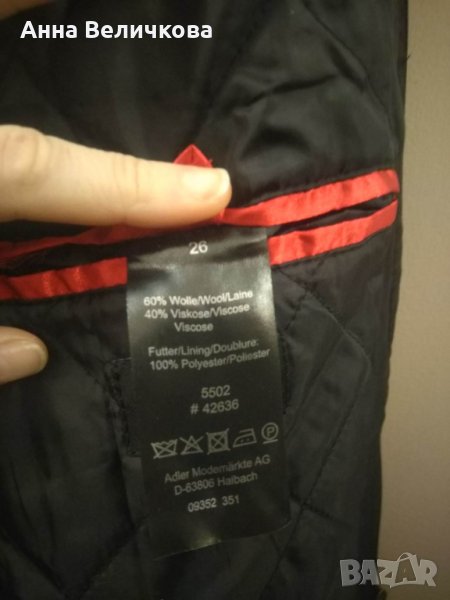 Анна Величкова
26
60% Wolle/Wool/Laine
40% Viskose/Viscose
Viscose
Futter/Lining/Doublure:
100% Polyester/Poliester
5502
# 42636
P
Adler Modemärkte AG
D-63806 Haibach
09352 351
BAZAR